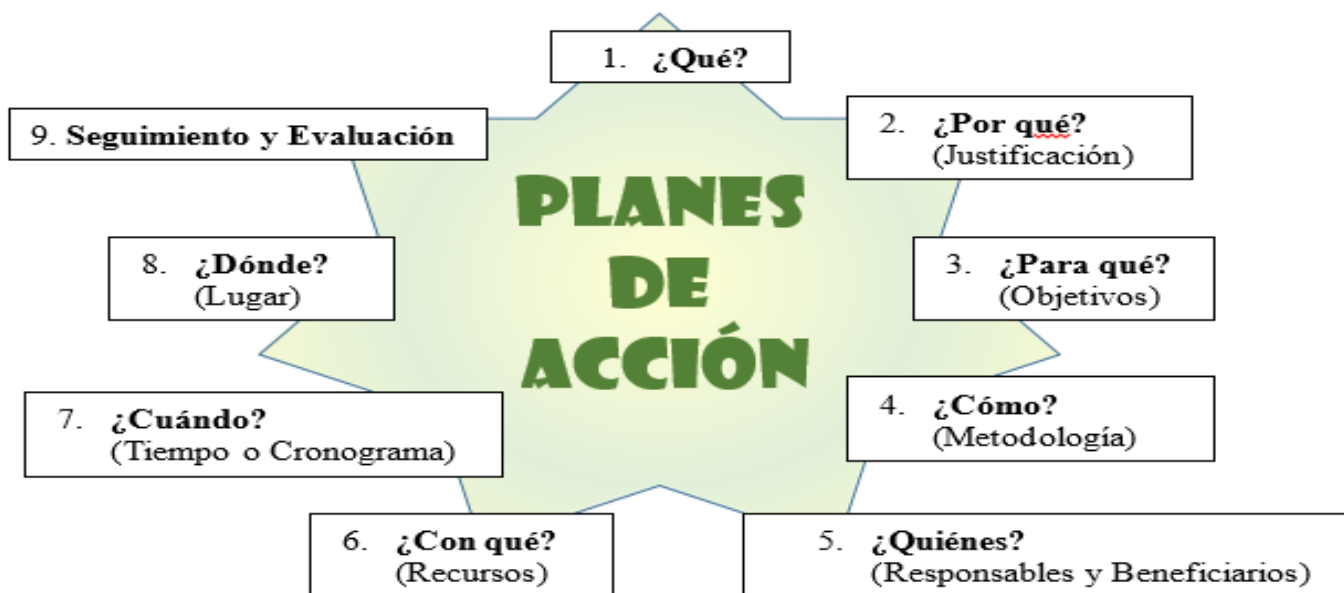 1. ¿Qué?
2. ¿Por qué?
(Justificación)
3. ¿Para qué?
(Objetivos)
4. ¿Cómo?
(Metodología)
5. ¿Quiénes?
(Responsables y Beneficiarios)
6. ¿Con qué?
(Recursos)
7. ¿Cuándo?
(Tiempo o Cronograma)
8. ¿Dónde?
(Lugar)
9. Seguimiento y Evaluación
PLANES
DE
ACCIÓN